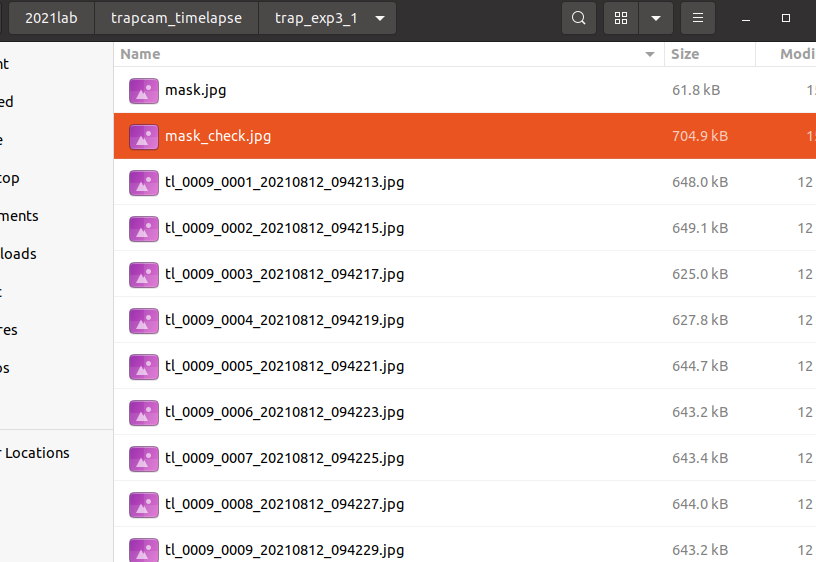 2021lab trapcam_timelapse trap_exp3_1
Name Size Modi
nt
ed
e
top
ments
loads
t
res
os
r Locations
mask.jpg 61.8 kB 15
mask_check.jpg 704.9 kB 15
tl_0009_0001_20210812_094213.jpg 648.0 kB 12
tl_0009_0002_20210812_094215.jpg 649.1 kB 12
tl_0009_0003_20210812_094217.jpg 625.0 kB 12
tl_0009_0004_20210812_094219.jpg 627.8 kB 12
tl_0009_0005_20210812_094221.jpg 644.7 kB 12
tl_0009_0006_20210812_094223.jpg 643.2 kB 12
tl_0009_0007_20210812_094225.jpg 643.4 kB 12
tl_0009_0008_20210812_094227.jpg 644.0 kB 12
tl_0009_0009_20210812_094229.jpg 643.2 kB 12